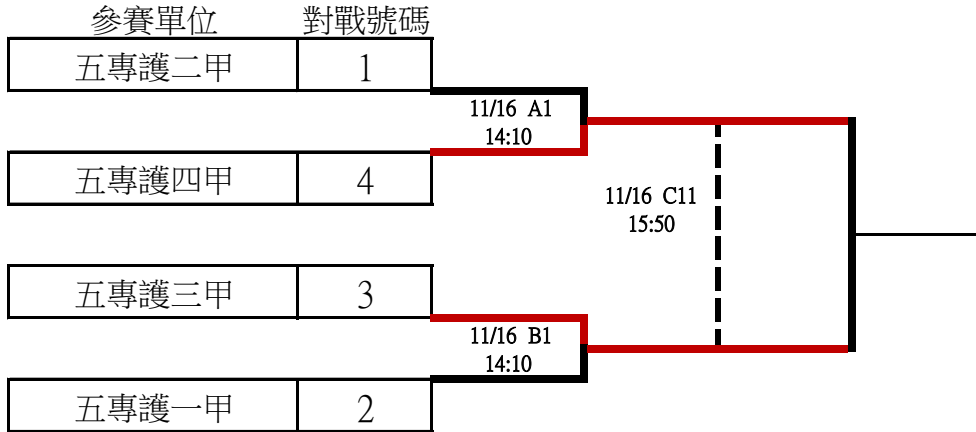 參賽單位 對戰號碼
五專護二甲 1
11/16 A1
14:10
五專護四甲 4
11/16 C11
15:50
五專護三甲 3
11/16 B1
14:10
五專護一甲 2